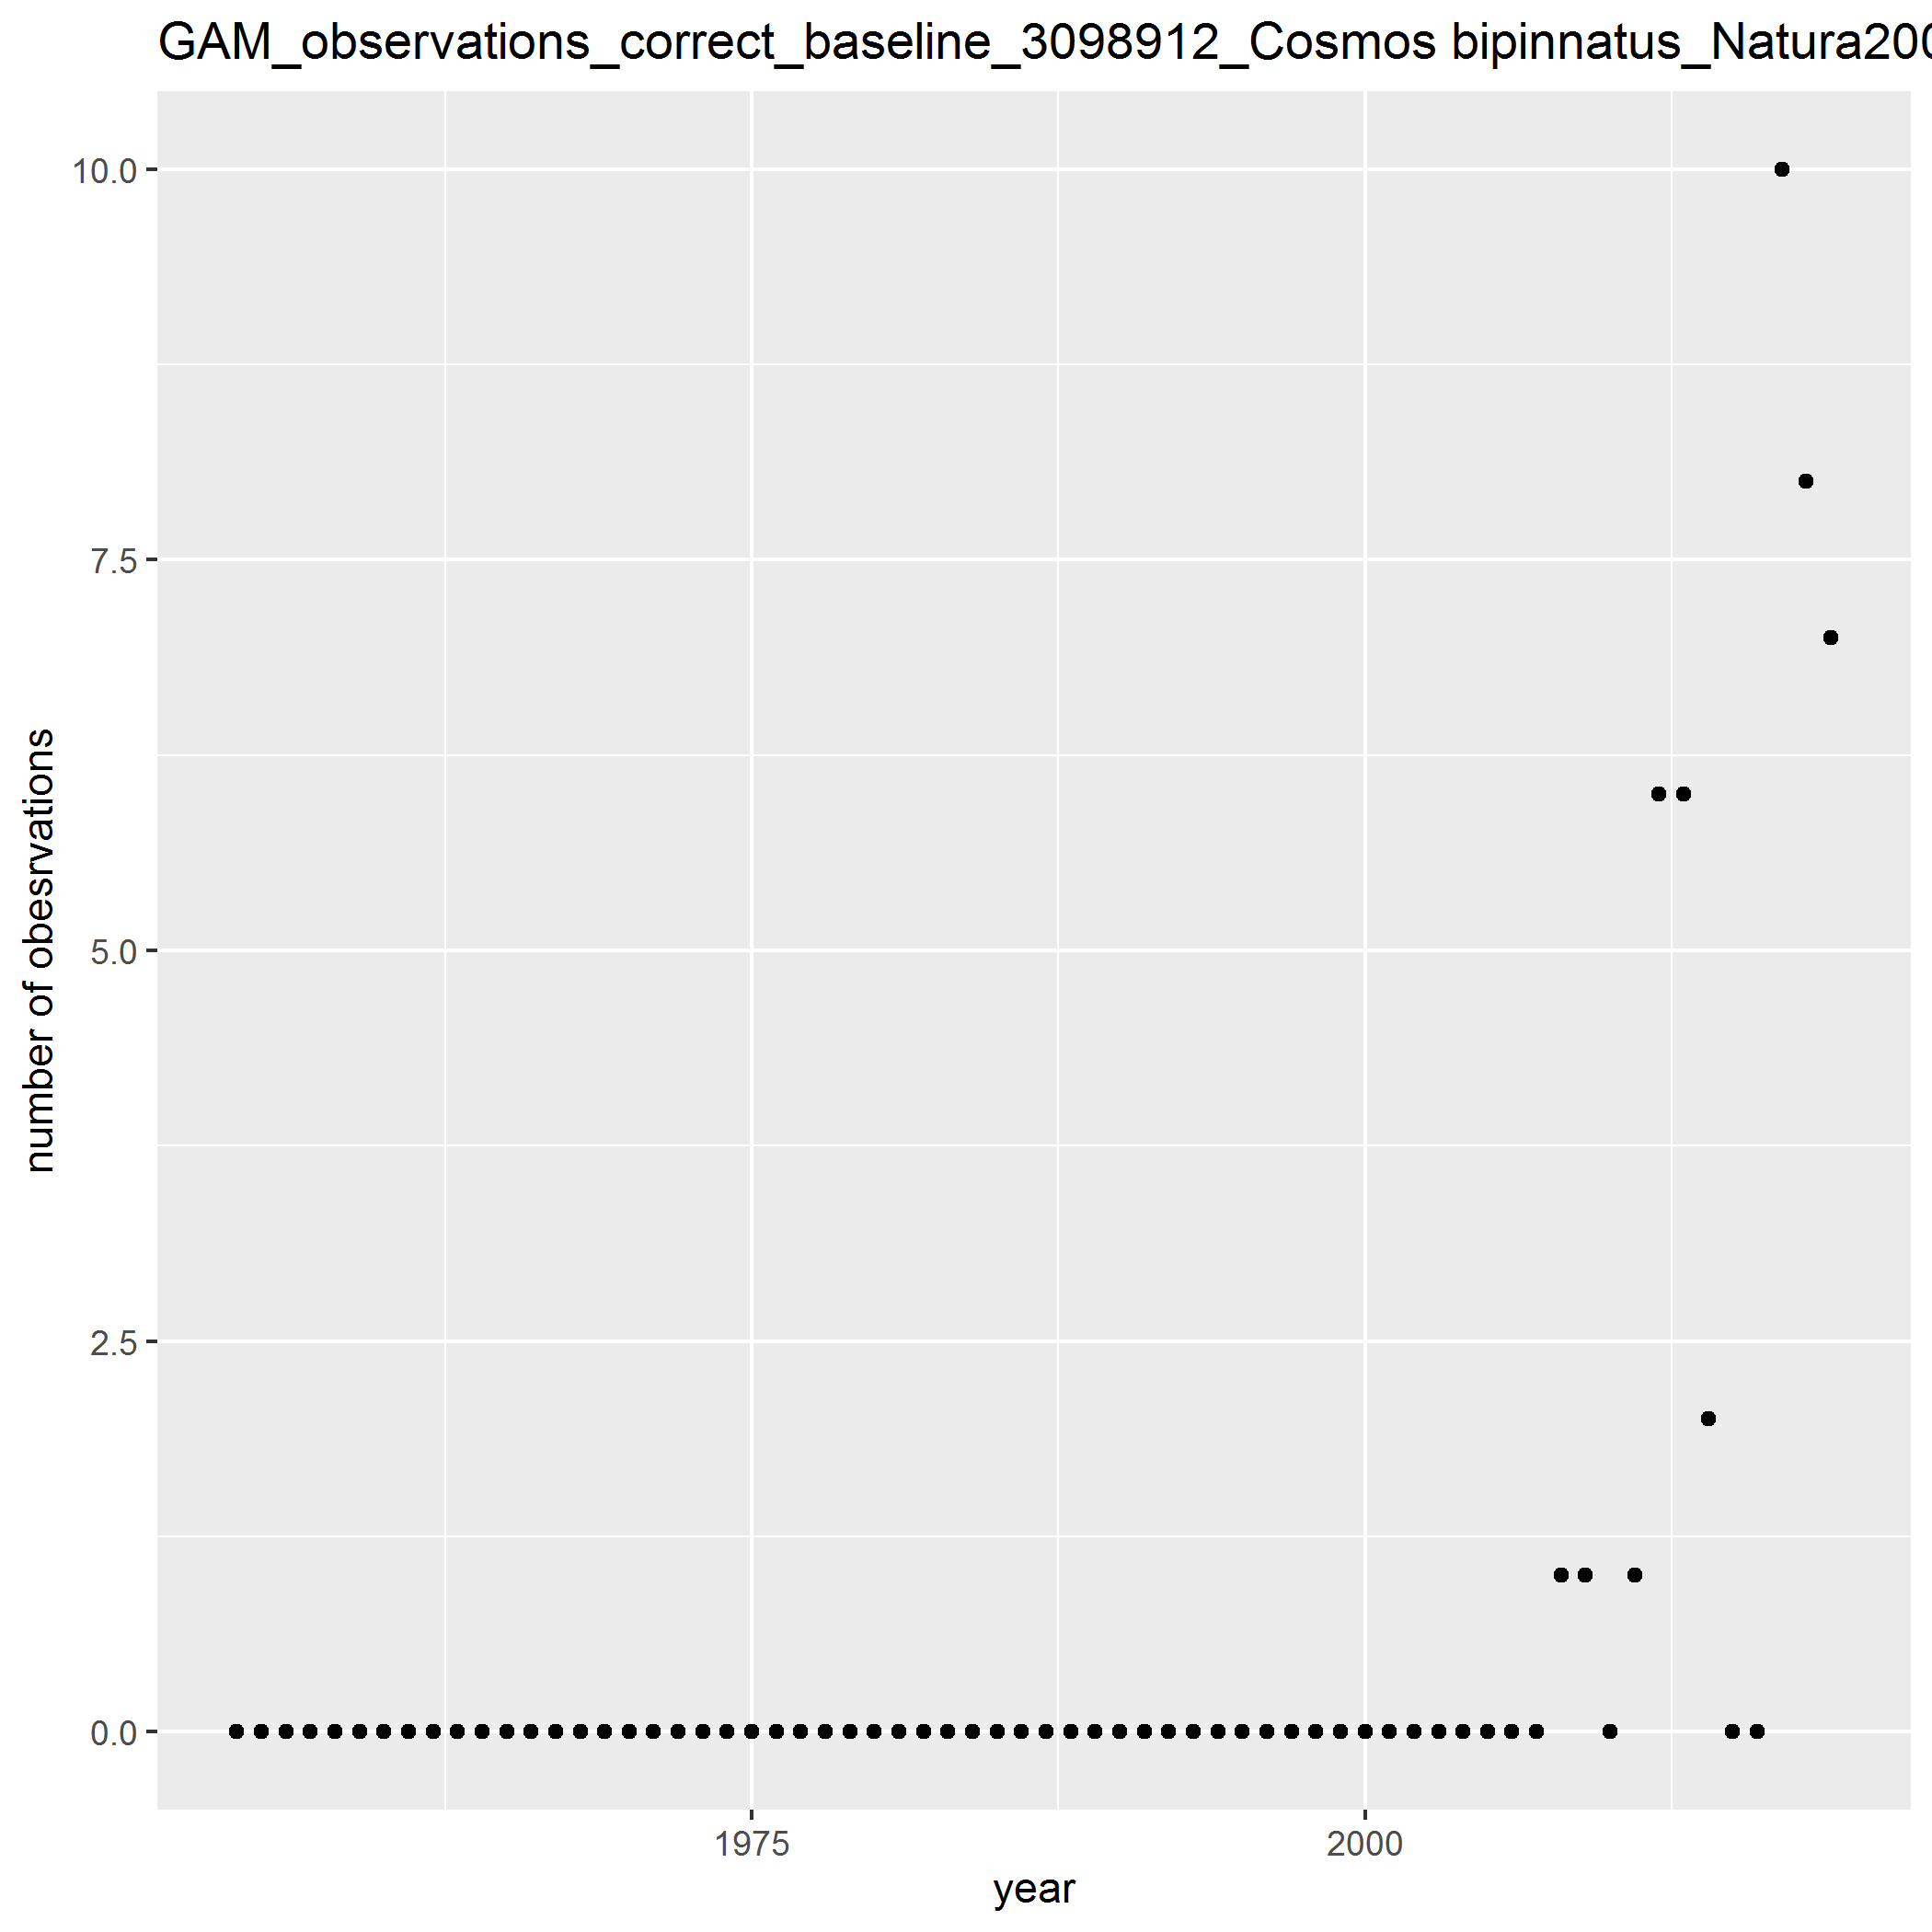 GAM_observations_correct_baseline_3098912_Cosmos bipinnatus_Natura200
10.0
7.5
5.0
2.5
0.0
number of obesrvations
1975
2000
year